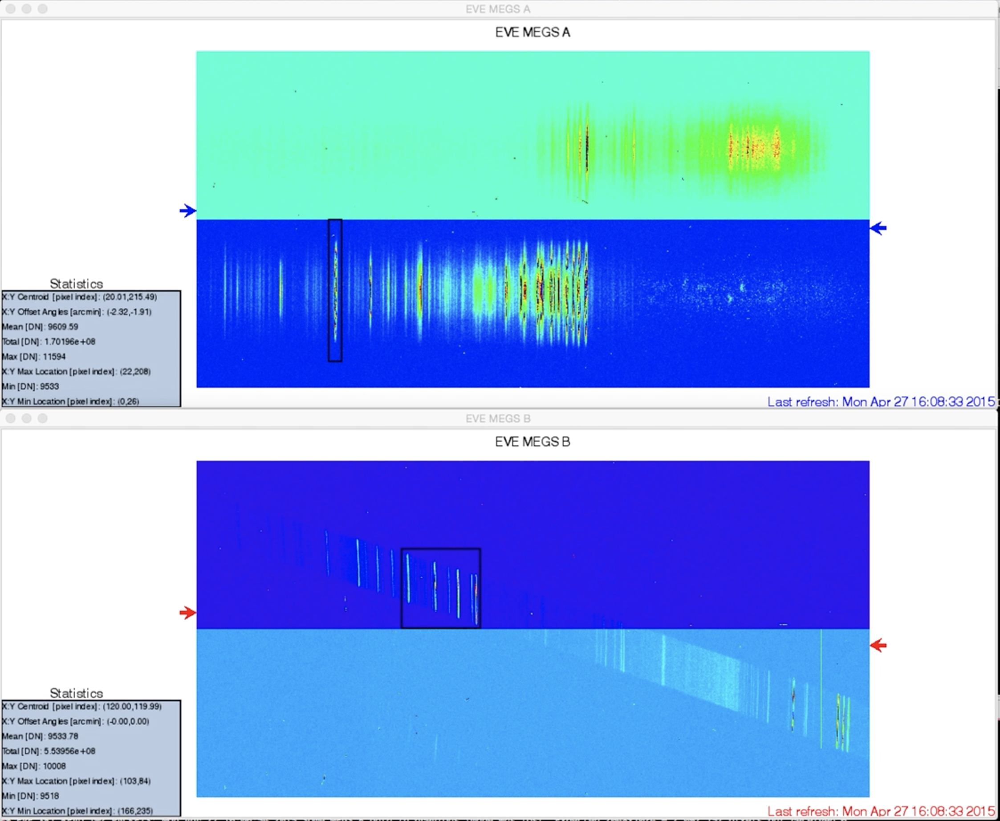 EVE MEGS A
EVE MEGS A
Statistics
X:Y Centroid [pixel index]: (20.01,215.49)
X:Y Offset Angles [arcmin]: (-2.32,-1.91)
Mean [DN]: 9609.59
Total [DN]: 1.70196e+08
Max [DN]: 11594
X:Y Max Location [pixel index]: (22,208)
Min [DN]: 9533
X:Y Min Location [pixel index]: (0,26)
Last refresh: Mon Apr 27 16:08:33 2015
EVE MEGS B
EVE MEGS B
Statistics
X:Y Centroid [pixel index]: (120.00,119.99)
X:Y Offset Angles [arcmin]: (-0.00,0.00)
Mean [DN]: 9533.78
Total [DN]: 5.53956e+08
Max [DN]: 10008
X:Y Max Location [pixel index]: (103,84)
Min [DN]: 9518
X:Y Min Location [pixel index]: (166,235)
Last refresh: Mon Apr 27 16:08:33 2015